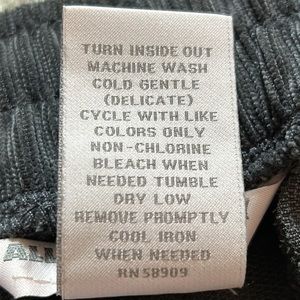 TURN INSIDE OUT
MACHINE WASH
COLD GENTLE
(DELICATE)
CYCLE WITH LIKE
COLORS ONLY
NON-CHLORINE
BLEACH WHEN
NEEDED TUMBLE
DRY LOW
REMOVE PROMPTLY
COOL IRON
WHEN NEEDED
RN58909